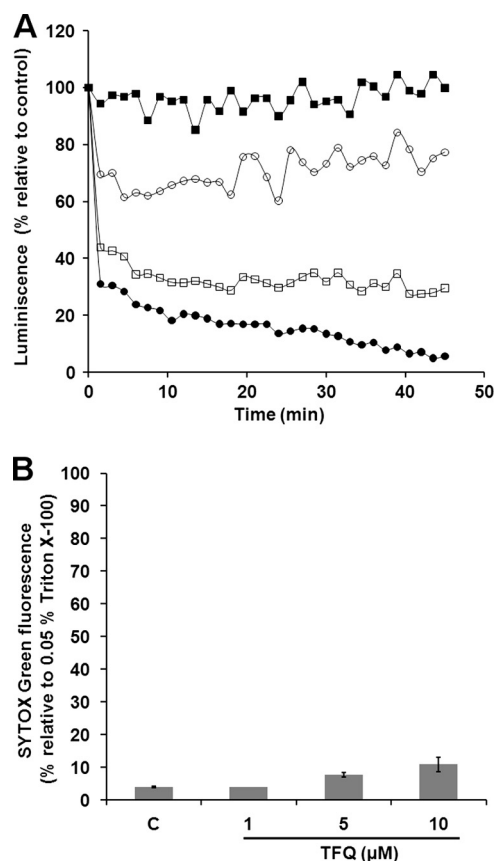 A
Luminiscence (% relative to control)
120
100
80
60
40
20
0
0 10 20 30 40 50
Time (min)
B
SYTOX Green fluorescence
(% relative to 0.05 % Triton X-100)
100
90
80
70
60
50
40
30
20
10
0
C 1 5 10
TFQ (µM)